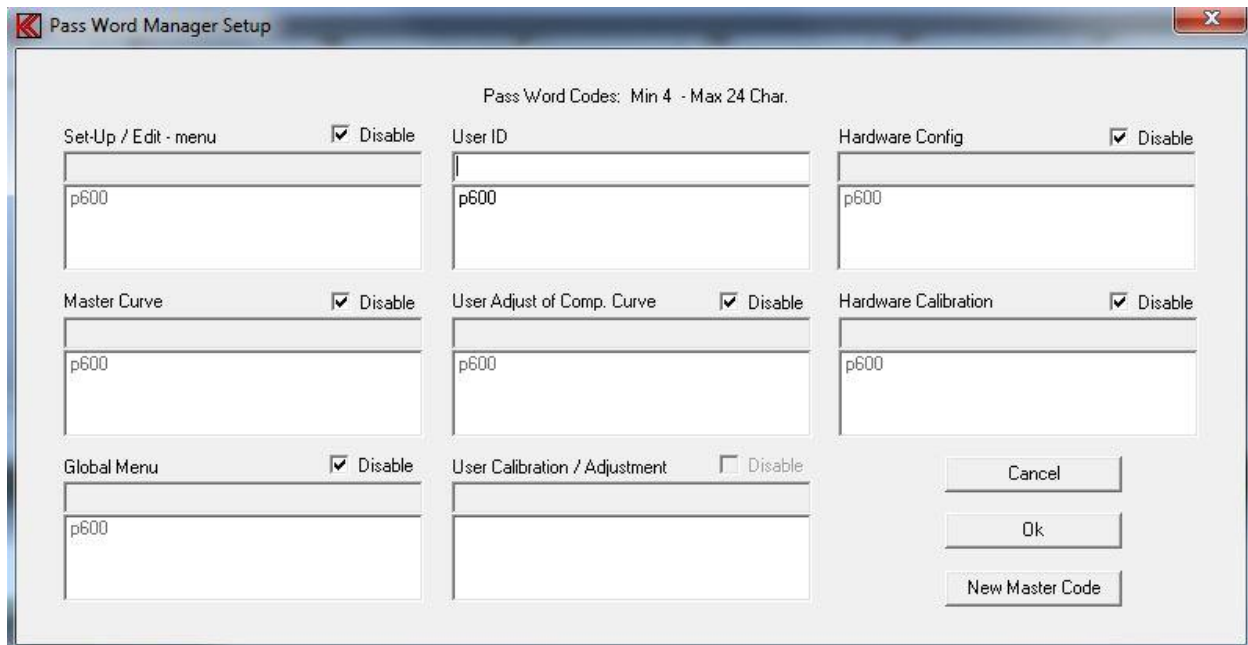 Pass Word Manager Setup
Pass Word Codes: Min 4 - Max 24 Char.
Set-Up / Edit - menu Disable
p600
User ID
p600
Hardware Config Disable
p600
Master Curve Disable
p600
User Adjust of Comp. Curve Disable
p600
Hardware Calibration Disable
p600
Global Menu Disable
p600
User Calibration / Adjustment Disable
Cancel
Ok
New Master Code